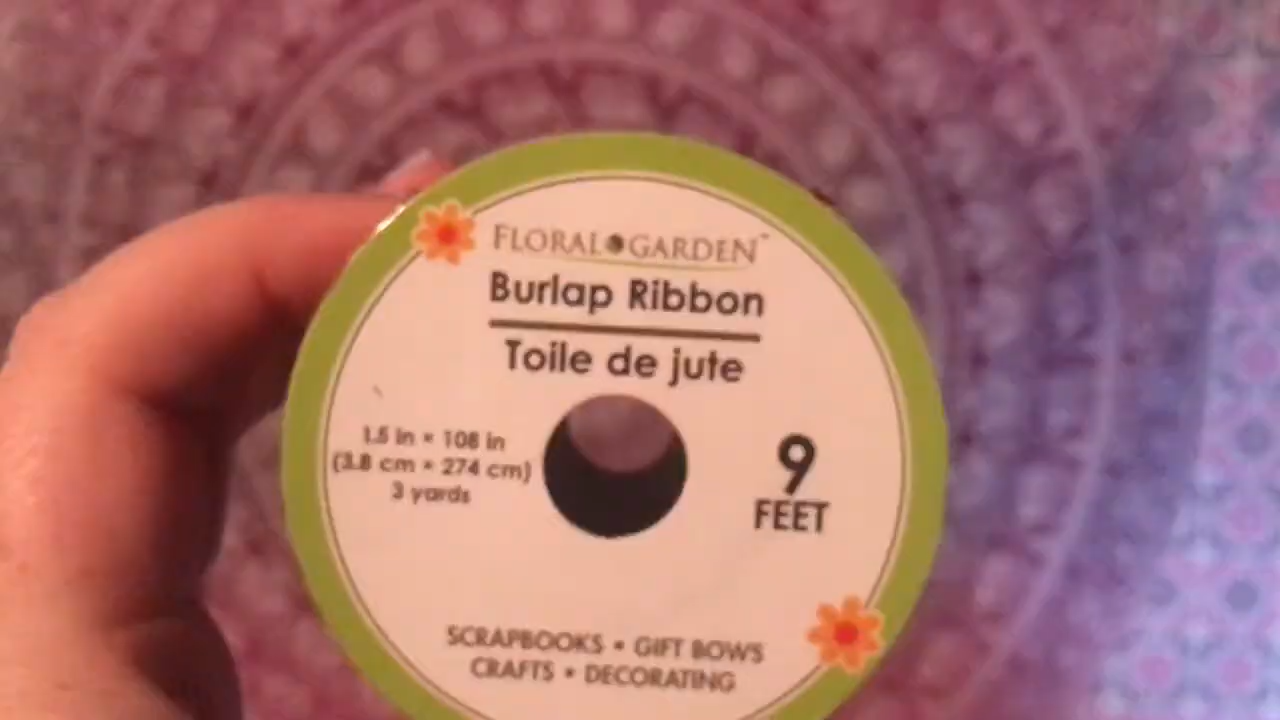 FLORAL GARDEN™
Burlap Ribbon
Toile de jute
1.5 in × 108 in
(3.8 cm × 274 cm)
3 yards
9
FEET
SCRAPBOOKS • GIFT BOWS
CRAFTS • DECORATING